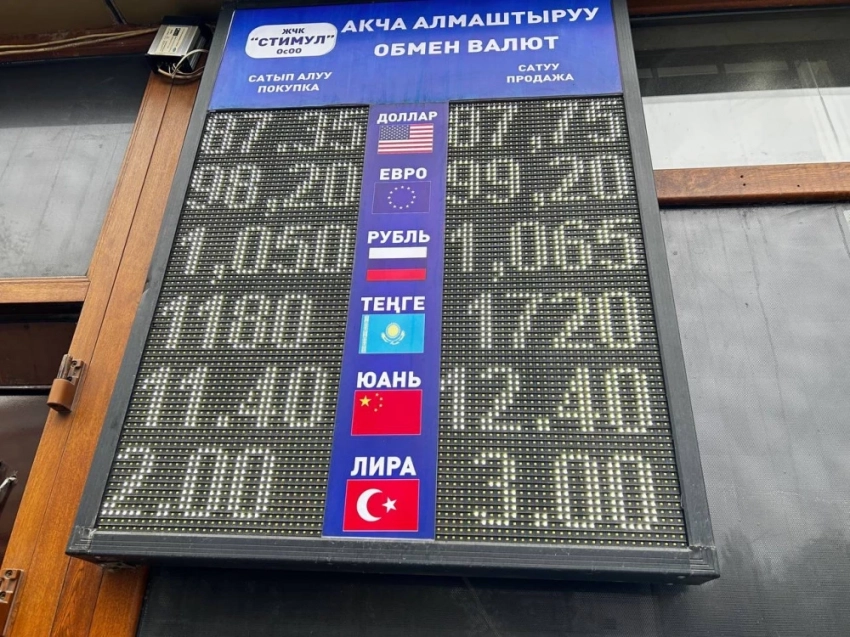 ЖЧК
"СТИМУЛ"
ОсОО
АКЧА АЛМАШТЫРУУ
ОБМЕН ВАЛЮТ
САТЫП АЛУУ
ПОКУПКА
САТУУ
ПРОДАЖА
87.35 ДОЛЛАР 87,75
98,20 ЕВРО 99,20
1,050 РУБЛЬ 1,065
1180 ТЕҢГЕ 1720
11.40 ЮАНЬ 12.40
2.00 ЛИРА 3.00